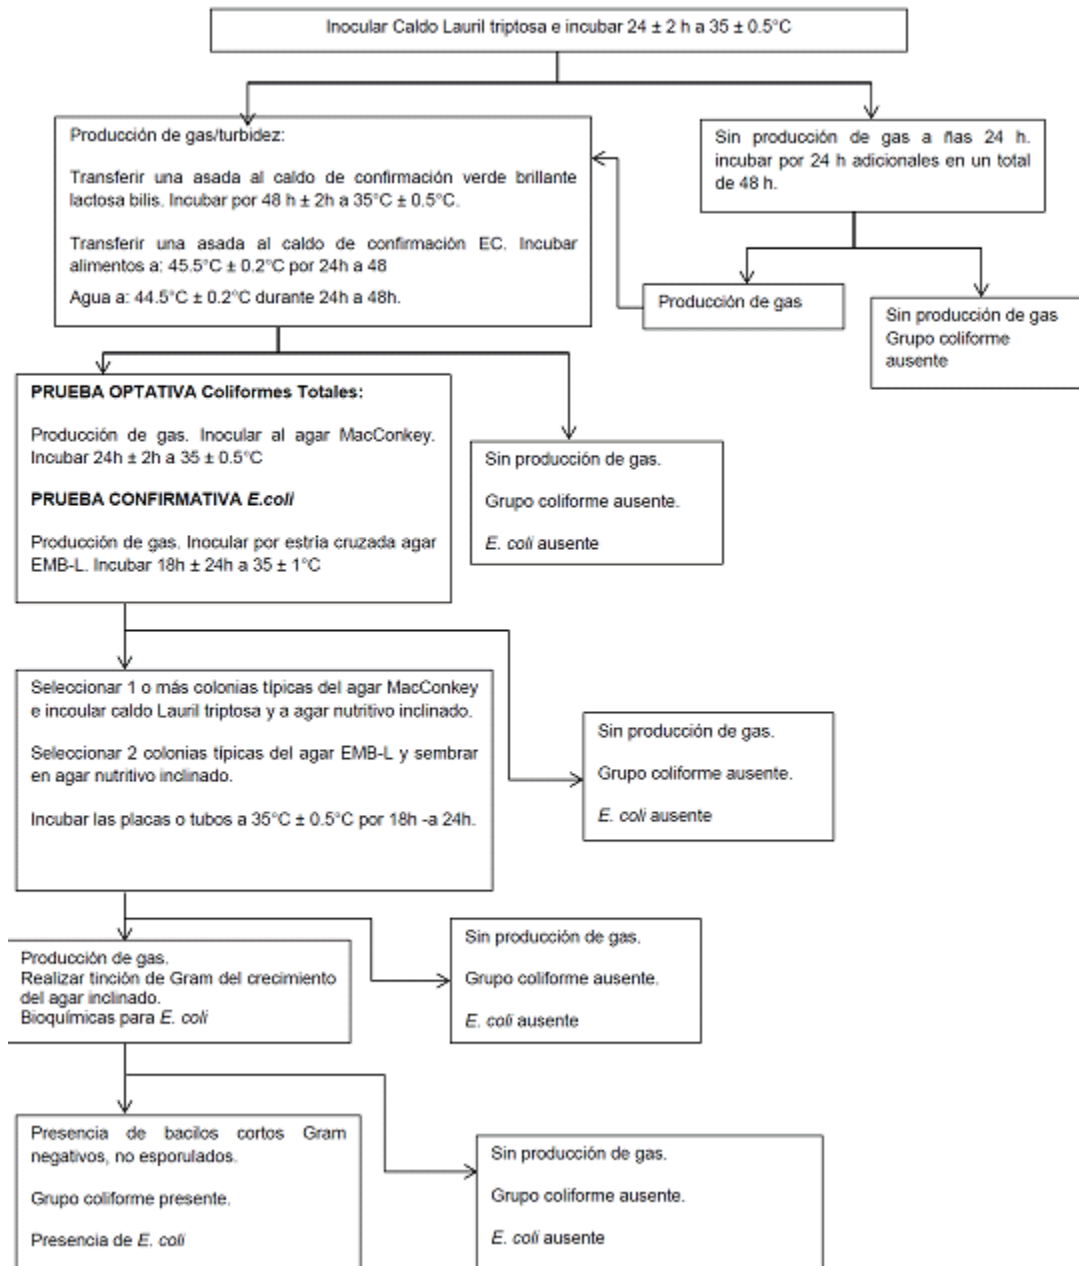 Inocular Caldo Lauril triptosa e incubar 24 ± 2 h a 35 ± 0.5°C
Producción de gas/turbidez:
Transferir una asada al caldo de confirmación verde brillante
lactosa bilis. Incubar por 48 h ± 2h a 35°C ± 0.5°C.
Transferir una asada al caldo de confirmación EC. Incubar
alimentos a: 45.5°C ± 0.2°C por 24h a 48
Agua a: 44.5°C ± 0.2°C durante 24h a 48h.
Sin producción de gas a ñas 24 h.
incubar por 24 h adicionales en un total
de 48 h.
Producción de gas
Sin producción de gas
Grupo coliforme
ausente
PRUEBA OPTATIVA Coliformes Totales:
Producción de gas. Inocular al agar MacConkey.
Incubar 24h ± 2h a 35 ± 0.5°C
PRUEBA CONFIRMATIVA E.coli
Producción de gas. Inocular por estría cruzada agar
EMB-L. Incubar 18h ± 24h a 35 ± 1°C
Sin producción de gas.
Grupo coliforme ausente.
E. coli ausente
Seleccionar 1 o más colonias típicas del agar MacConkey
e incoular caldo Lauril triptosa y a agar nutritivo inclinado.
Seleccionar 2 colonias típicas del agar EMB-L y sembrar
en agar nutritivo inclinado.
Incubar las placas o tubos a 35°C ± 0.5°C por 18h -a 24h.
Sin producción de gas.
Grupo coliforme ausente.
E. coli ausente
Producción de gas.
Realizar tinción de Gram del crecimiento
del agar inclinado.
Bioquímicas para E. coli
Sin producción de gas.
Grupo coliforme ausente.
E. coli ausente
Presencia de bacilos cortos Gram
negativos, no esporulados.
Grupo coliforme presente.
Presencia de E. coli
Sin producción de gas.
Grupo coliforme ausente.
E. coli ausente